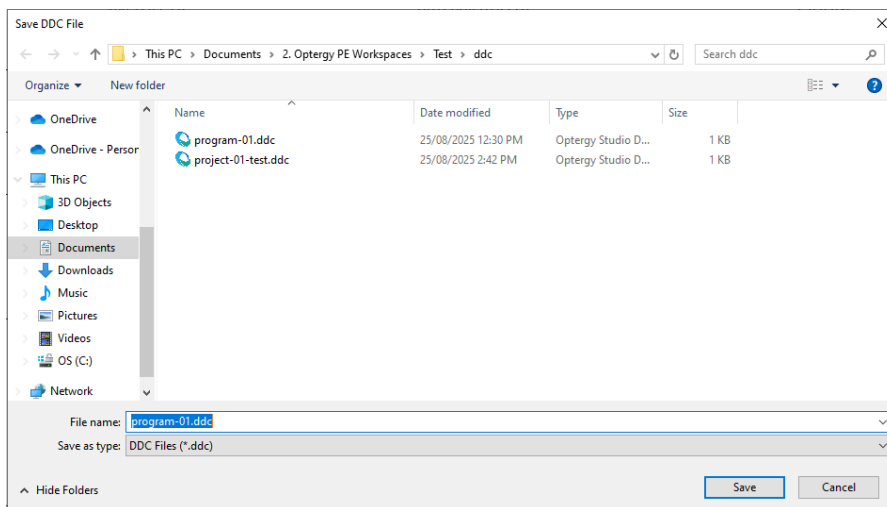 Save DDC File
This PC > Documents > 2. Optergy PE Workspaces > Test > ddc
Search ddc
Organize
New folder
Name Date modified Type Size
OneDrive
OneDrive - Person
This PC
3D Objects
Desktop
Documents
Downloads
Music
Pictures
Videos
OS (C:)
Network
program-01.ddc 25/08/2025 12:30 PM Optergy Studio D... 1 KB
project-01-test.ddc 25/08/2025 2:42 PM Optergy Studio D... 1 KB
File name: program-01.ddc
Save as type: DDC Files (*.ddc)
Hide Folders
Save
Cancel